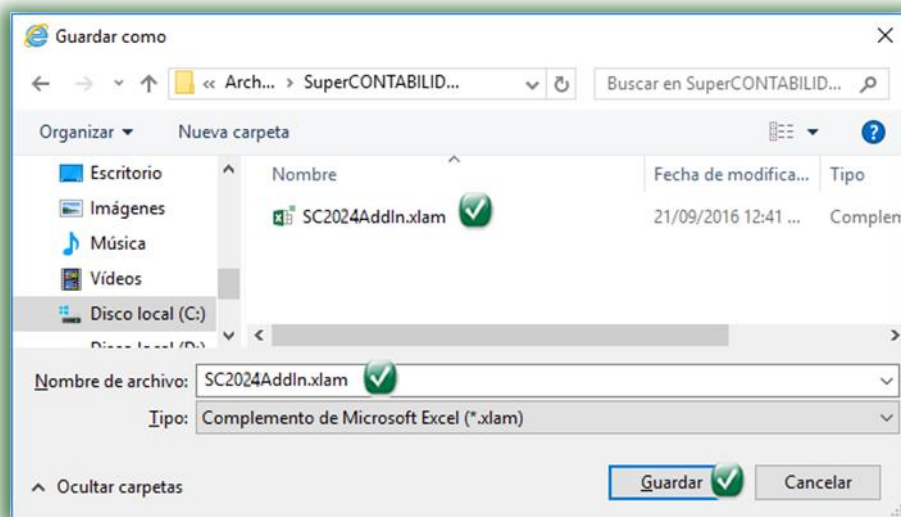 Guardar como
« Arch... › SuperCONTABILID...
Buscar en SuperCONTABILID...
Organizar
Nueva carpeta
Escritorio
Imágenes
Música
Vídeos
Disco local (C:)
Disco local (D:)
Nombre
Fecha de modifica...
Tipo
SC2024AddIn.xlam
21/09/2016 12:41 ...
Complem
Nombre de archivo: SC2024AddIn.xlam
Tipo: Complemento de Microsoft Excel (*.xlam)
Ocultar carpetas
Guardar
Cancelar